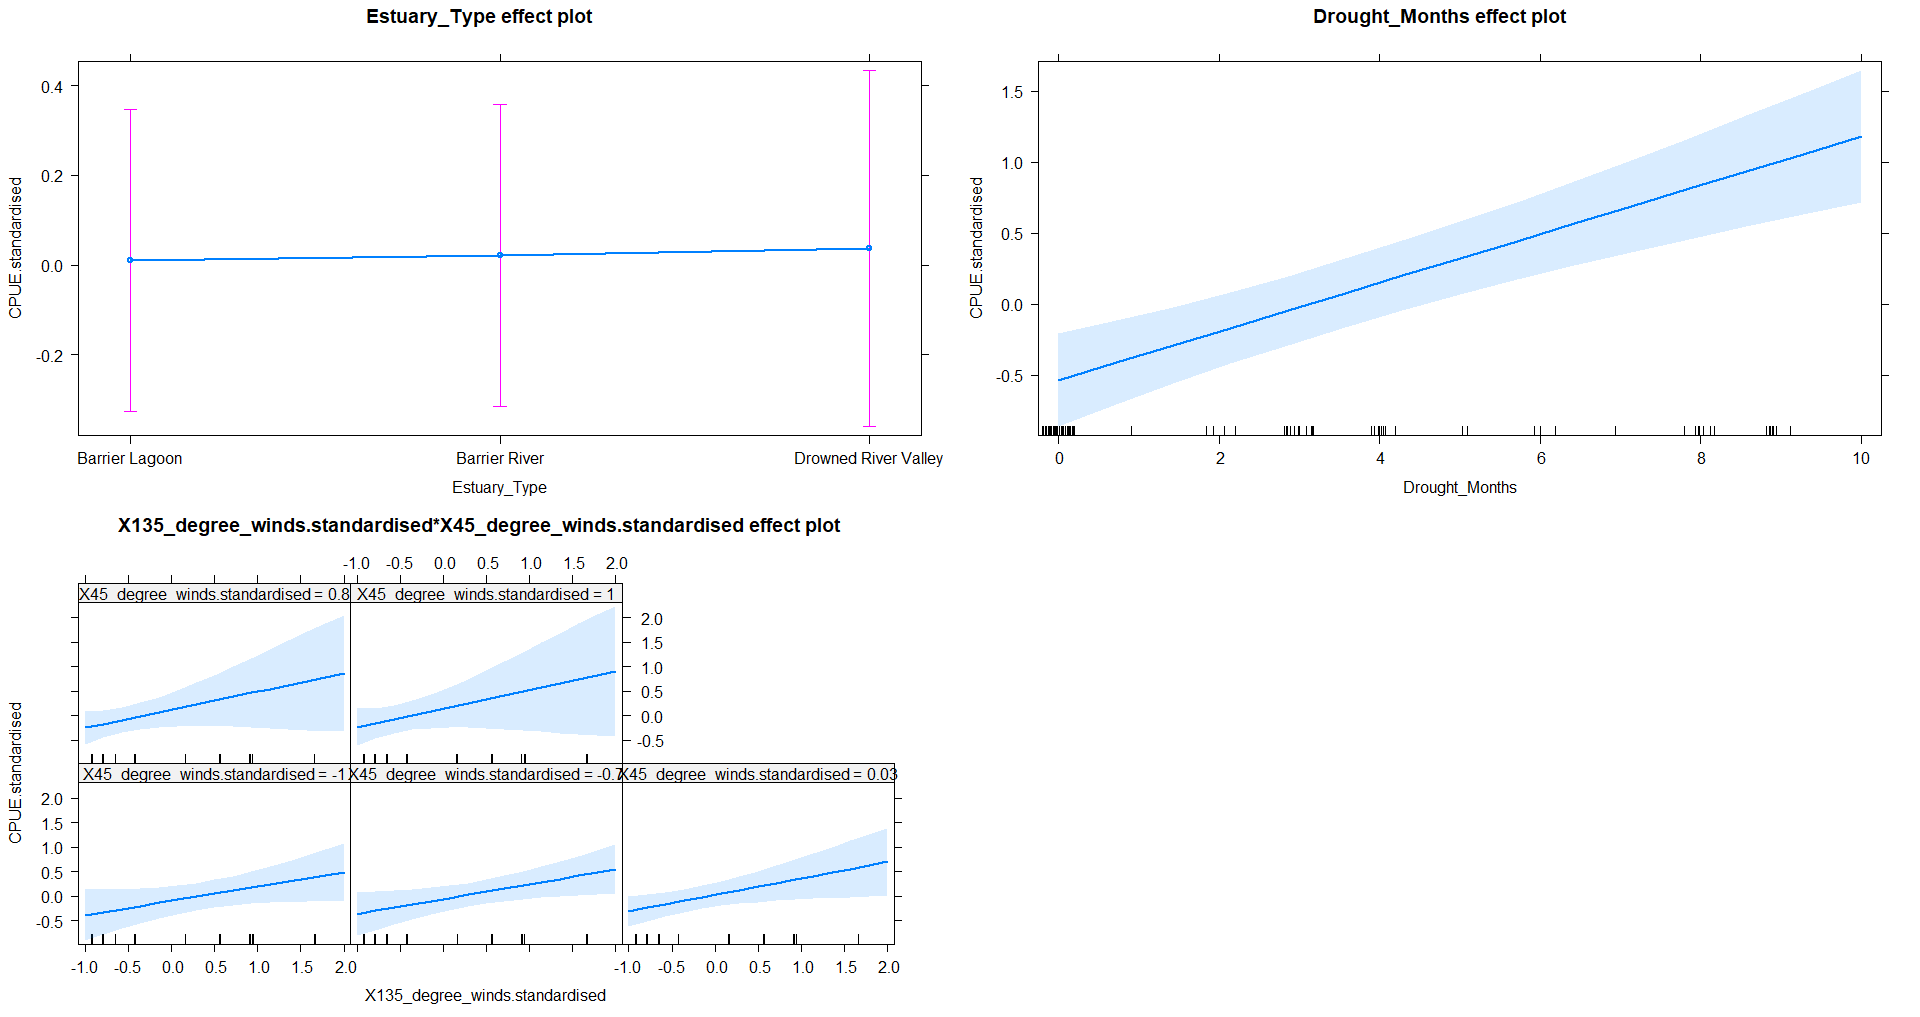 Estuary_Type effect plot
CPUE.standardised
0.4
0.2
0.0
-0.2
Barrier Lagoon Barrier River Drowned River Valley
Estuary_Type
Drought_Months effect plot
CPUE.standardised
1.5
1.0
0.5
0.0
-0.5
0 2 4 6 8 10
Drought_Months
X135_degree_winds.standardised*X45_degree_winds.standardised effect plot
-1.0 -0.5 0.0 0.5 1.0 1.5 2.0
X45_degree_winds.standardised = 0.8 X45_degree_winds.standardised = 1
2.0
1.5
1.0
0.5
0.0
-0.5
CPUE.standardised
X45_degree_winds.standardised = -1 X45_degree_winds.standardised = -0.7 X45_degree_winds.standardised = 0.03
2.0
1.5
1.0
0.5
0.0
-0.5
-1.0 -0.5 0.0 0.5 1.0 1.5 2.0 -1.0 -0.5 0.0 0.5 1.0 1.5 2.0
X135_degree_winds.standardised